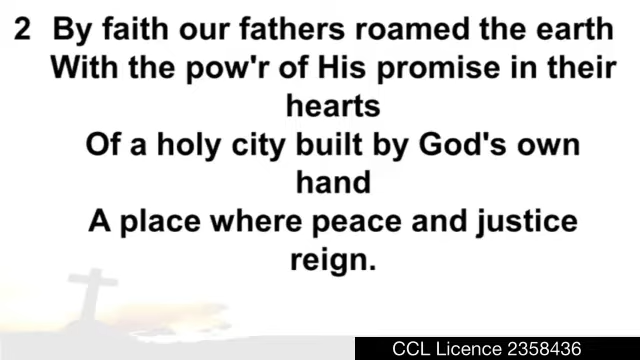 2 By faith our fathers roamed the earth
With the pow'r of His promise in their
hearts
Of a holy city built by God's own
hand
A place where peace and justice
reign.
CCL Licence 2358436